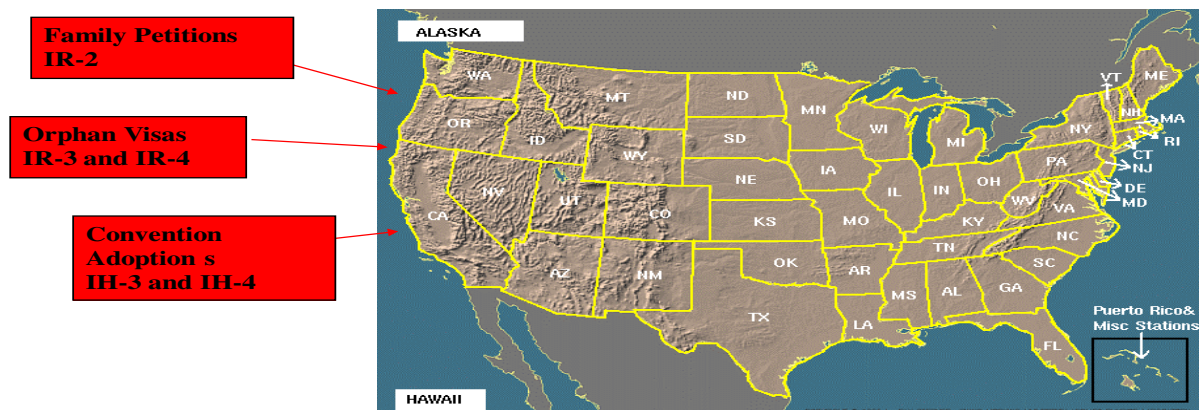 Family Petitions
IR-2
Orphan Visas
IR-3 and IR-4
Convention
Adoption s
IH-3 and IH-4
ALASKA
WA
OR
CA
ID
NV
MT
WY
UT
AZ
CO
NM
ND
SD
NE
KS
OK
TX
MN
IA
MO
AR
LA
WI
IL
MS
MI
IN
KY
TN
AL
OH
WV
VA
NC
SC
GA
FL
PA
NY
VT
NH
ME
MA
RI
CT
NJ
DE
MD
Puerto Rico&
Misc Stations
HAWAII